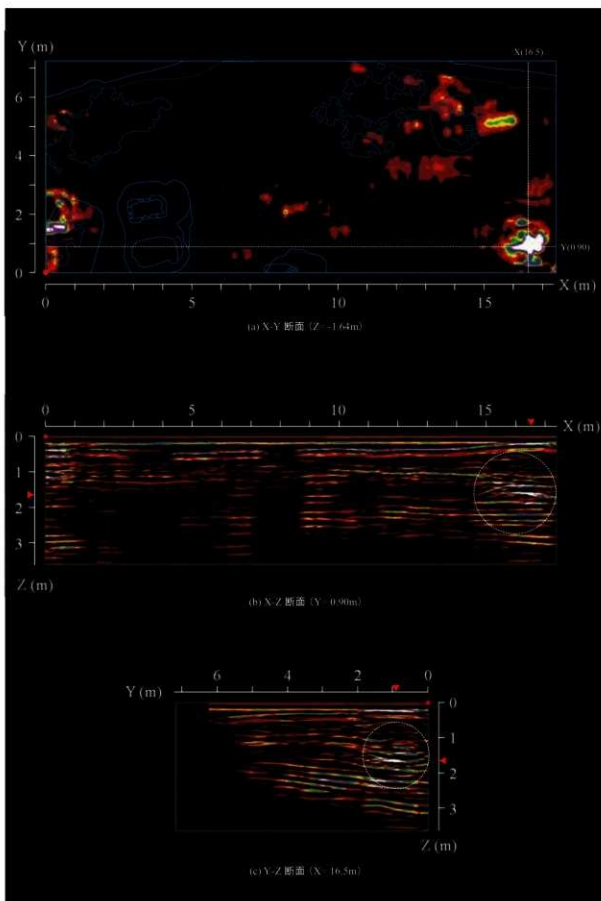 Y (m)
X(16.5)
6
4
2
0
Y(0.90)
0 5 10 15 X (m)
(a) X-Y 断面 (Z= -1.64m)
0 5 10 15 X (m)
0
1
2
3
Z (m)
(b) X-Z 断面 (Y= 0.90m)
Y (m) 6 4 2 0
0
1
2
3
Z (m)
(c) Y-Z 断面 (X= 16.5m)